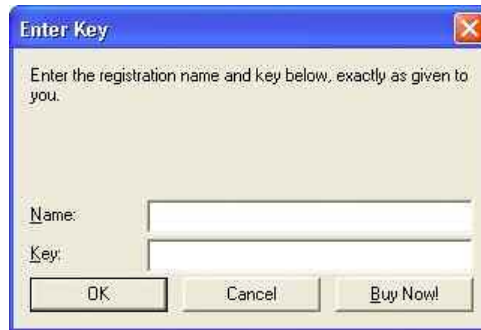 Enter Key
Enter the registration name and key below, exactly as given to
you.
Name:
Key:
OK Cancel Buy Now!